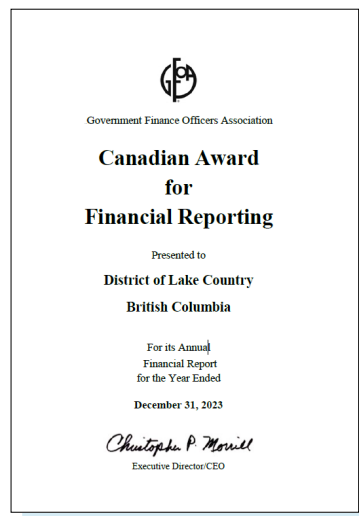 GFOA
Government Finance Officers Association
Canadian Award
for
Financial Reporting
Presented to
District of Lake Country
British Columbia
For its Annual
Financial Report
for the Year Ended
December 31, 2023
Christopher P. Morrill
Executive Director/CEO